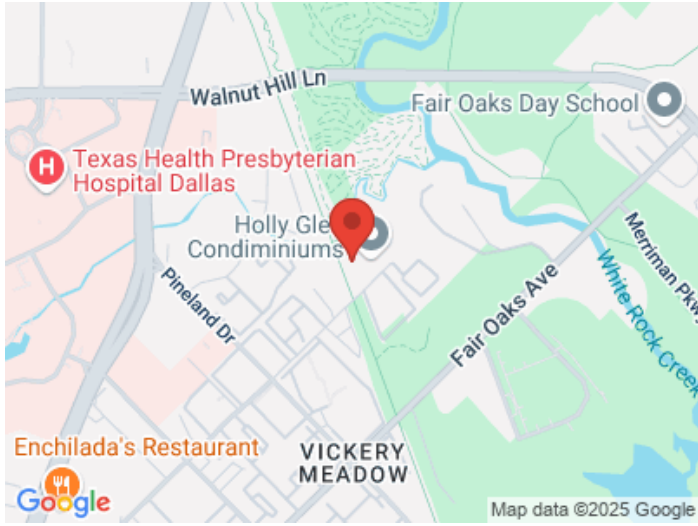 Walnut Hill Ln
Fair Oaks Day School
H
Texas Health Presbyterian
Hospital Dallas
Holly Gle
Condiminiums
Merriman Pkw
Pineland Dr
Fair Oaks Ave
White Rock Creek
Enchilada's Restaurant
VICKERY
MEADOW
Google
Map data ©2025 Google